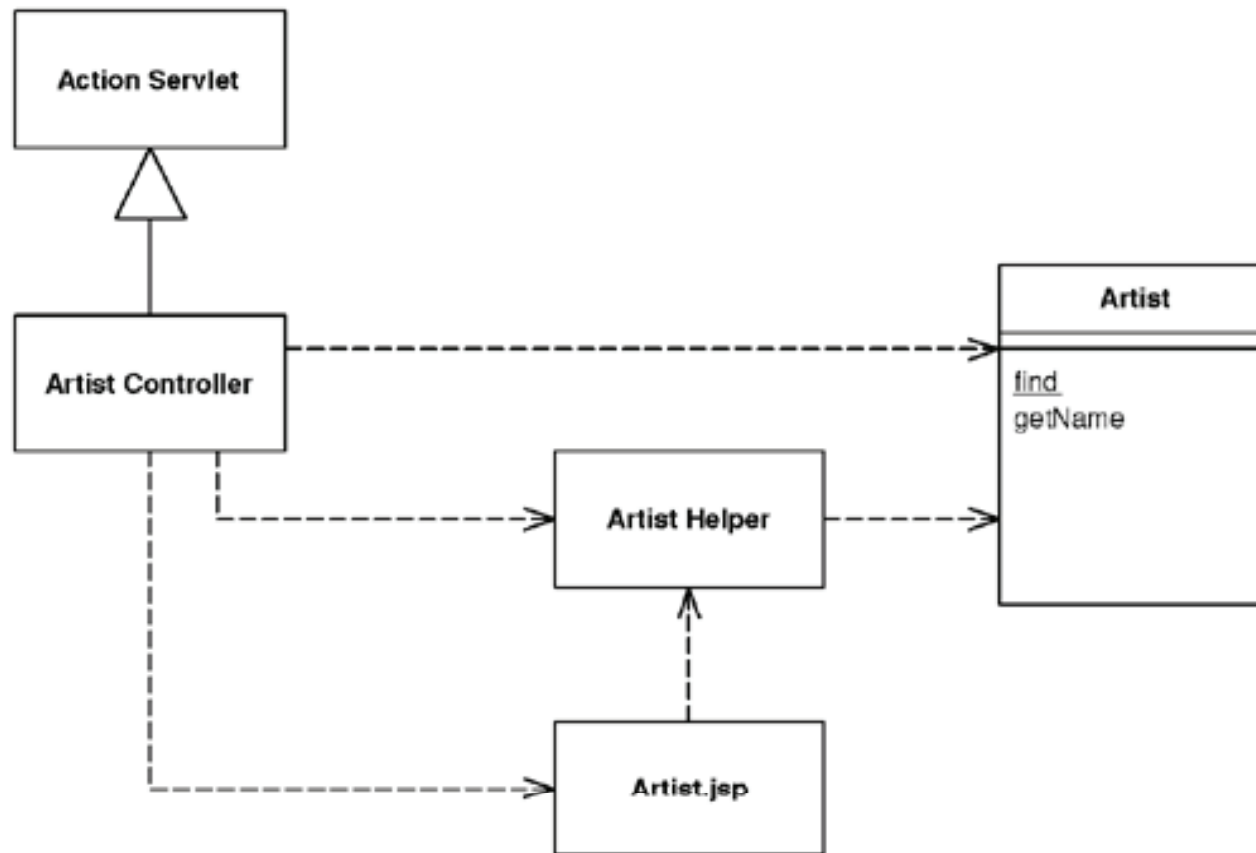 Action Servlet
Artist Controller
Artist
find
getName
Artist Helper
Artist.jsp